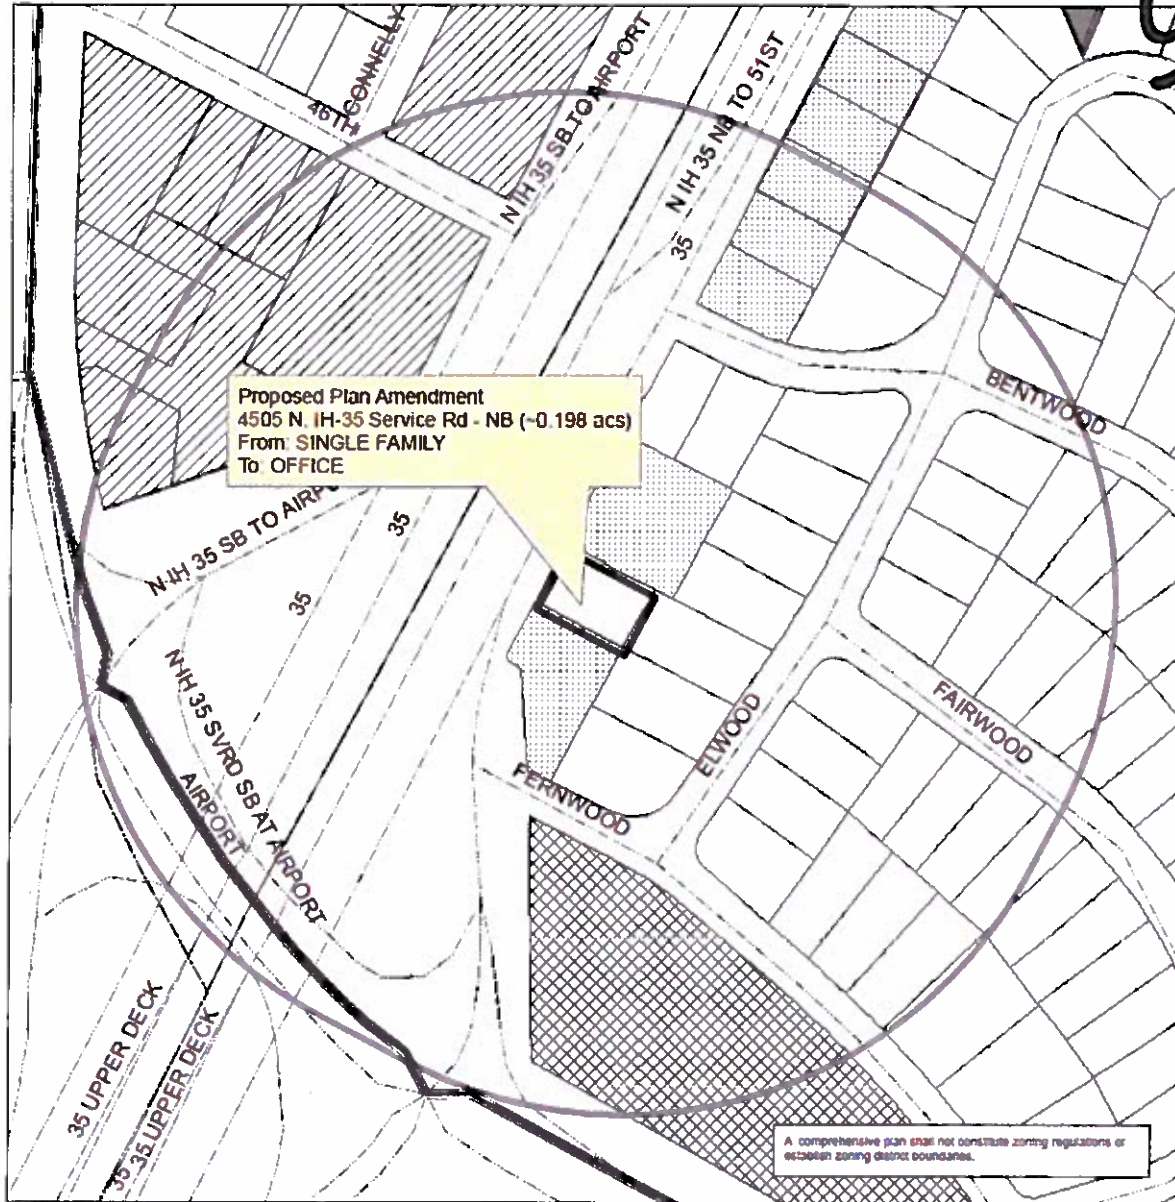 46TH
CONNELLY
N IH 35 SB TO AIRPORT
N IH 35 NB TO 51ST
35
BENTWOOD
Proposed Plan Amendment
4505 N. IH-35 Service Rd - NB (~0.198 acs)
From: SINGLE FAMILY
To: OFFICE
N IH 35 SB TO AIRPO
35
35
N IH 35 SVRD SB AT AIRPORT
AIRPORT
FERNWOOD
ELWOOD
FAIRWOOD
35 UPPER DECK
35 UPPER DECK
35
A comprehensive plan shall not constitute zoning regulations or
establish zoning district boundaries.